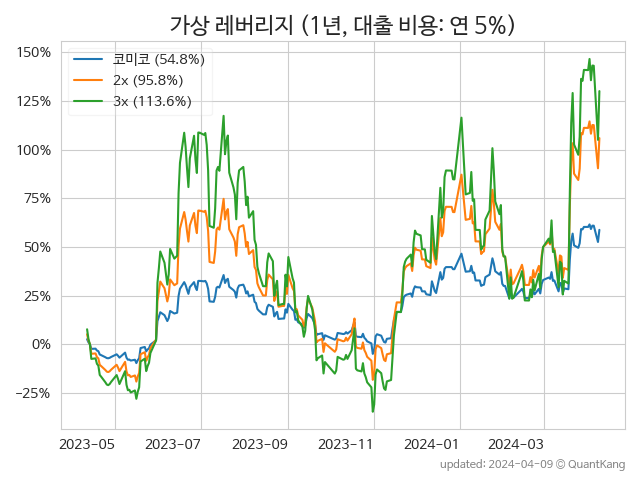 가상 레버리지 (1년, 대출 비용: 연 5%)
150%
125%
100%
75%
50%
25%
0%
−25%
코미코 (54.8%)
2x (95.8%)
3x (113.6%)
2023-05
2023-07
2023-09
2023-11
2024-01
2024-03
updated: 2024-04-09 © QuantKang